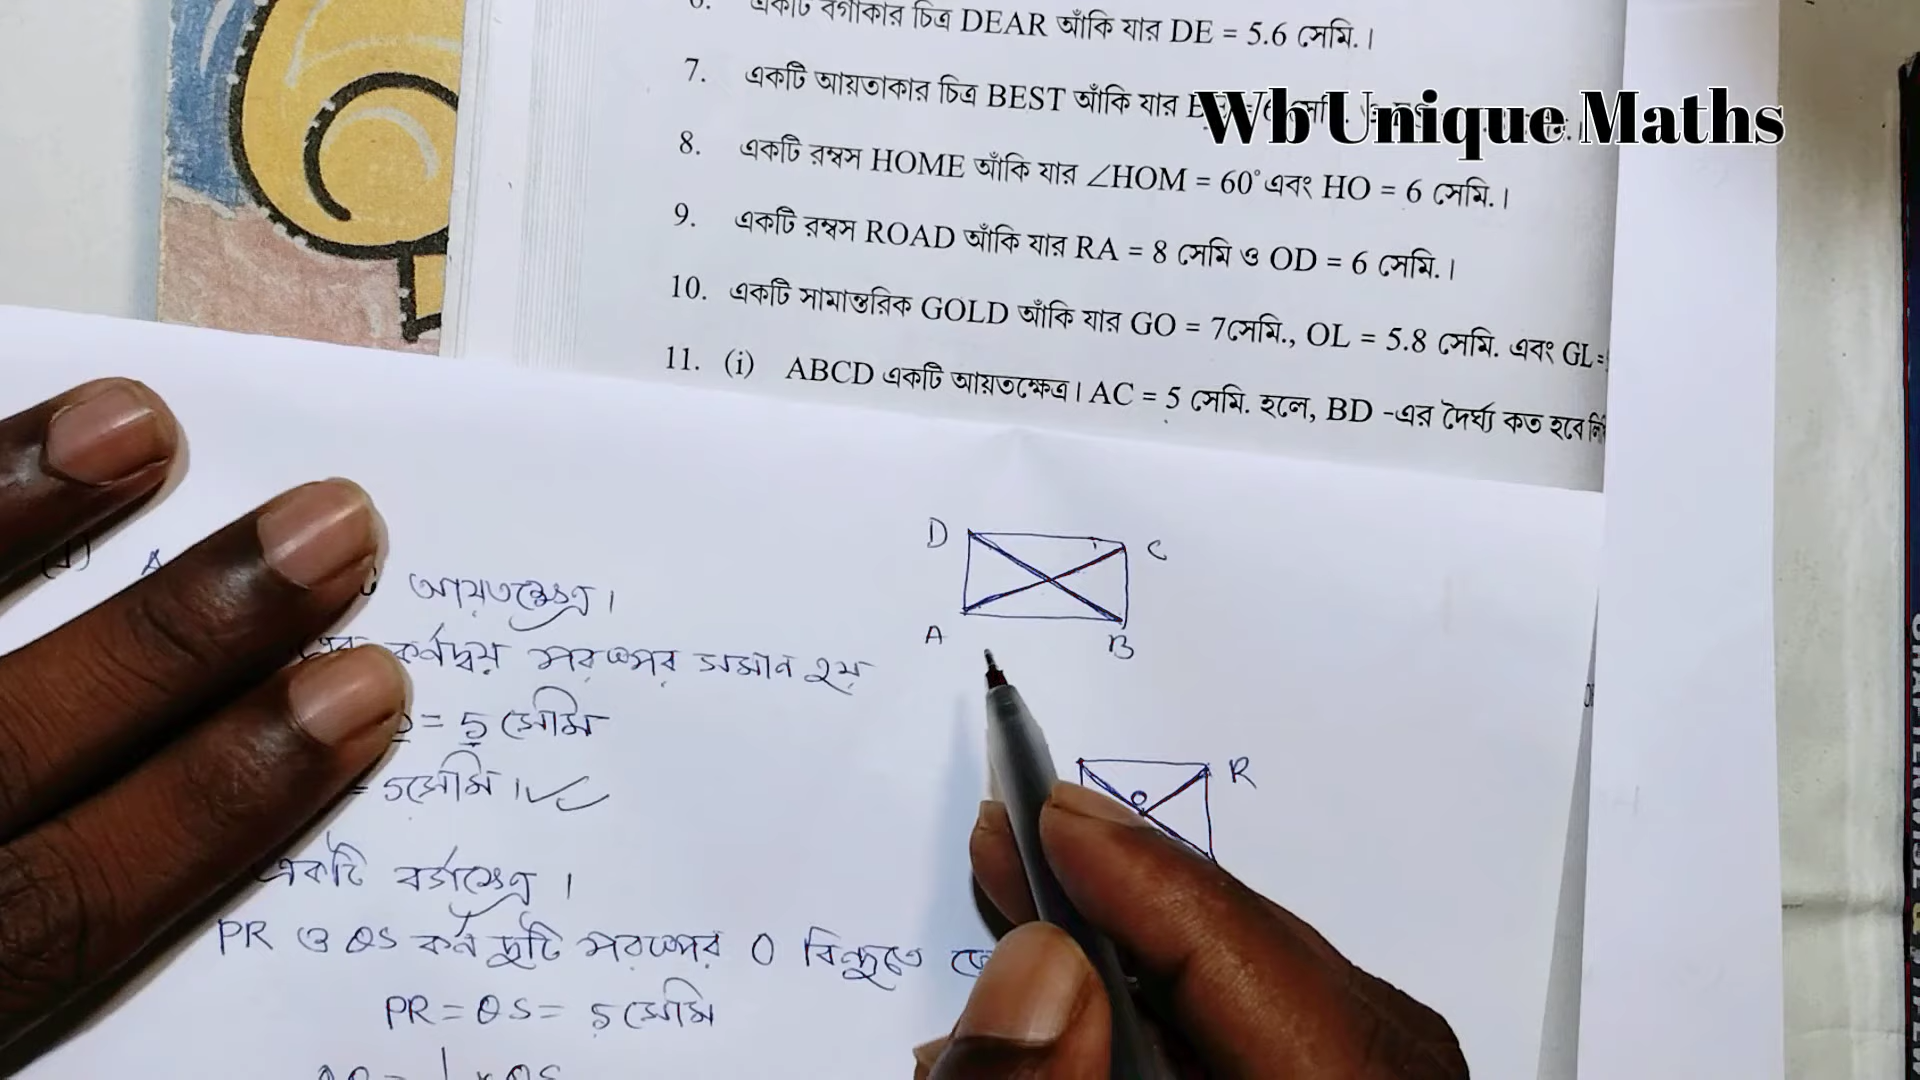 6. একটি বর্গাকার চিত্র DEAR আঁকি যার DE = 5.6 সেমি.।
7. একটি আয়তাকার চিত্র BEST আঁকি যার
Wb Unique Maths
8. একটি রম্বস HOME আঁকি যার ∠HOM = 60° এবং HO = 6 সেমি.।
9. একটি রম্বস ROAD আঁকি যার RA = 8 সেমি ও OD = 6 সেমি.।
10. একটি সামান্তরিক GOLD আঁকি যার GO = 7সেমি., OL = 5.8 সেমি. এবং GL =
11. (i) ABCD একটি আয়তক্ষেত্র। AC = 5 সেমি. হলে, BD -এর দৈর্ঘ্য কত হবে
D C
A B
A আয়তক্ষেত্র।
কর্নদ্বয় পরস্পর সমান হয়
= 5 সেমি
= 5 সেমি।
R
O
একটি বর্গক্ষেত্র।
PR ও QS কর্ন দুটি পরস্পর O বিন্দুতে
PR = QS = 5 সেমি